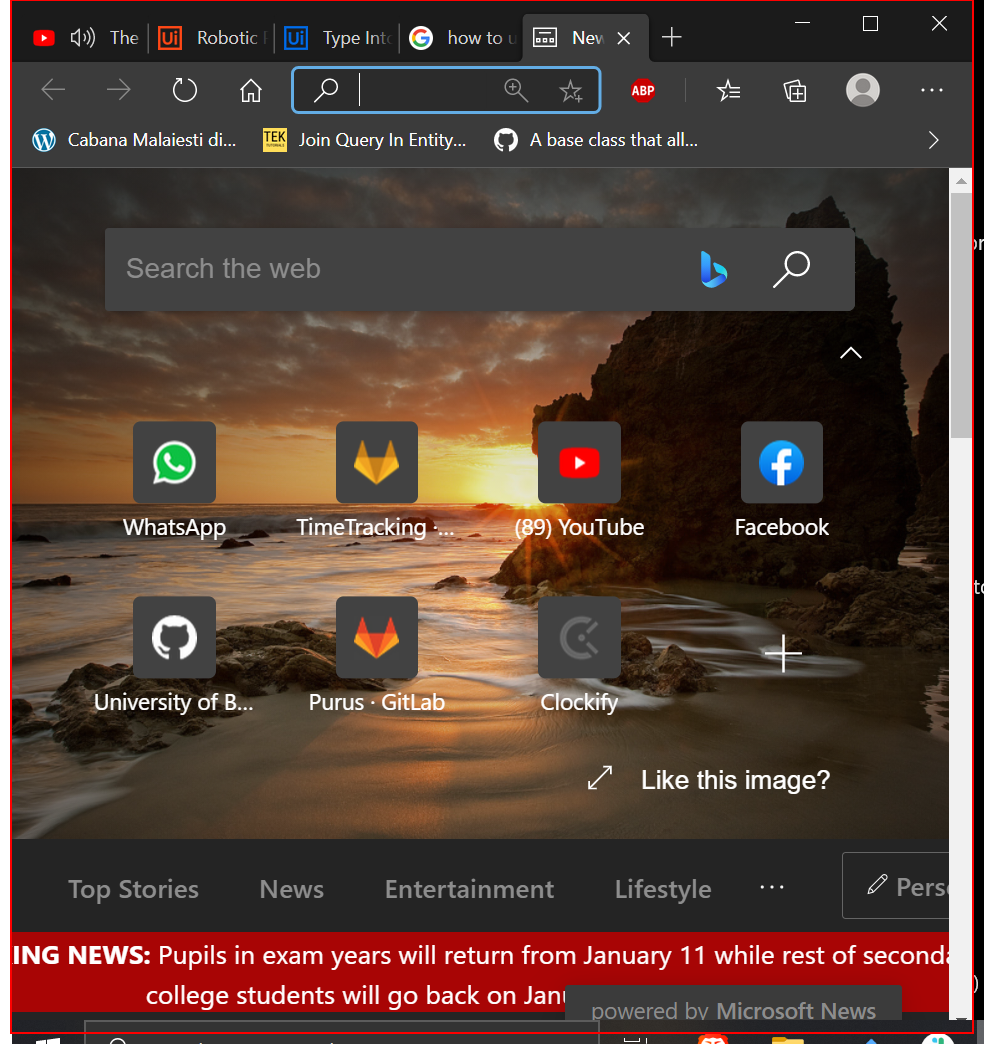 The Robotic Type Into how to u New
ABP
Cabana Malaiesti di... TEK Join Query In Entity... A base class that all...
Search the web
WhatsApp TimeTracking ·... (89) YouTube Facebook
University of B... Purus · GitLab Clockify
Like this image?
Top Stories News Entertainment Lifestyle ... Perso
KING NEWS: Pupils in exam years will return from January 11 while rest of seconda
college students will go back on Janu
powered by Microsoft News